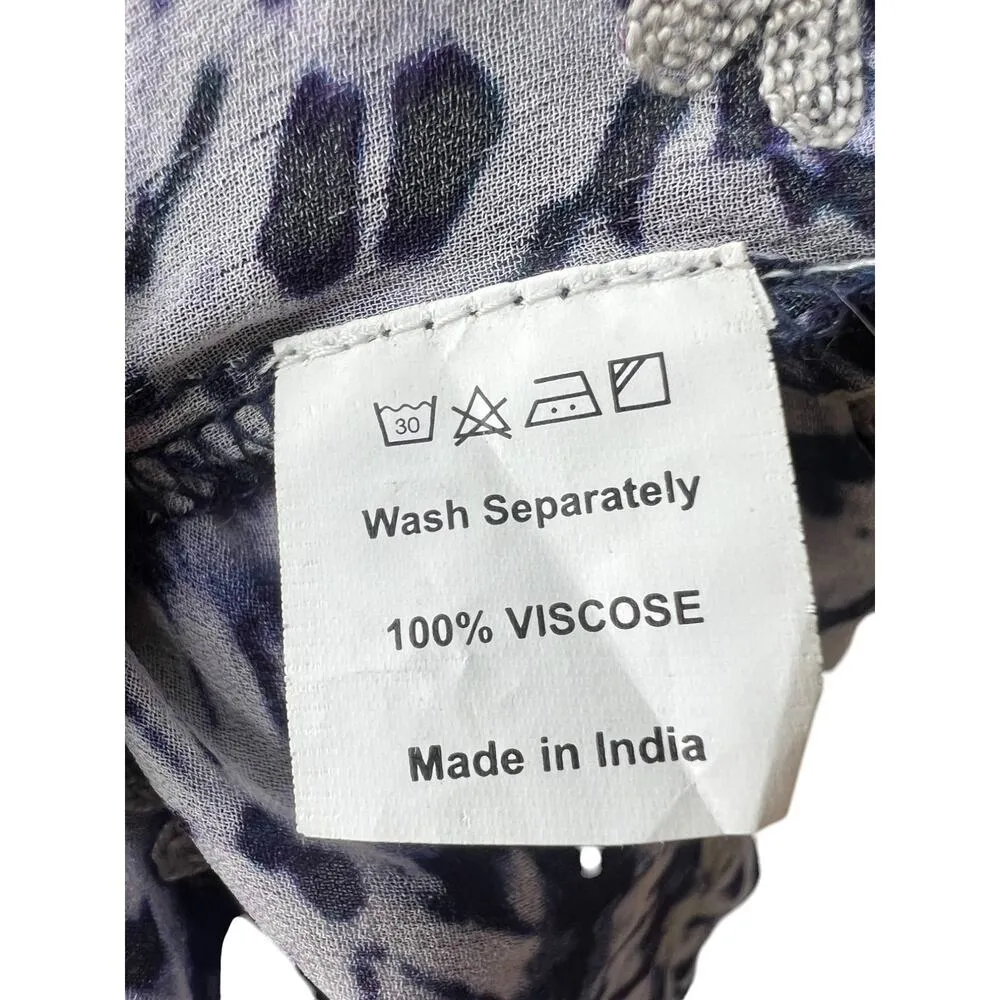 30
Wash Separately
100% VISCOSE
Made in India